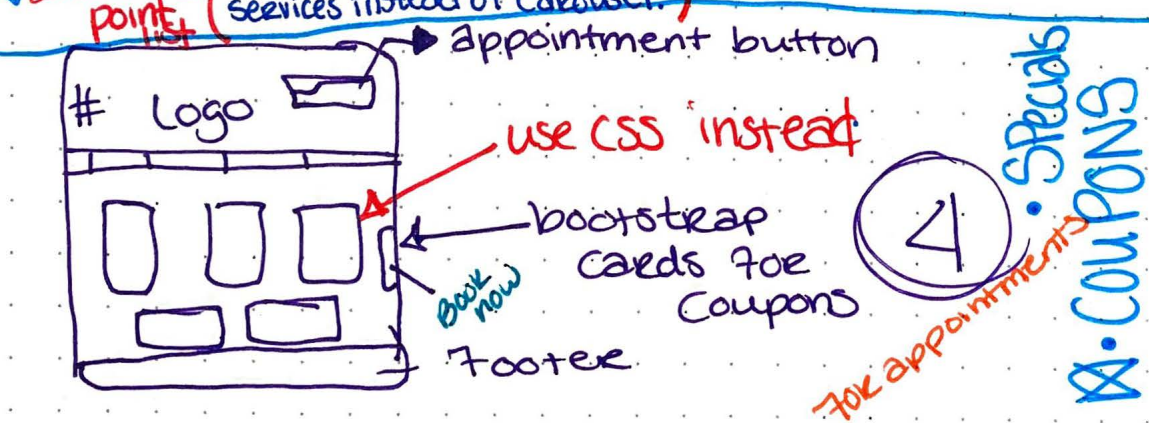 point
list
(services instead of carousel.)
appointment button
# Logo
use css instead
bootstrap
cards for
coupons
Book
now
footer
4
• Specials
• COUPONS
for appointments